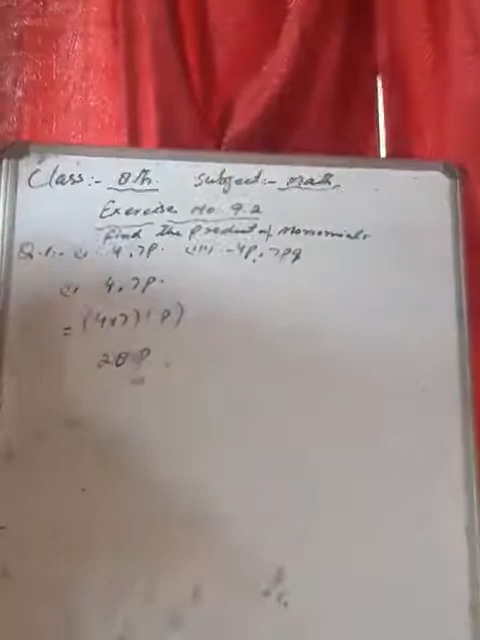 Class:- 8th. Subject:- math.
Exercise No 9.2
Find the product of Monomials
Q.1:- (i) 4, 7p. (iii) -4p, 7pq
(i) 4, 7p.
= (4×7) (p)
28p.